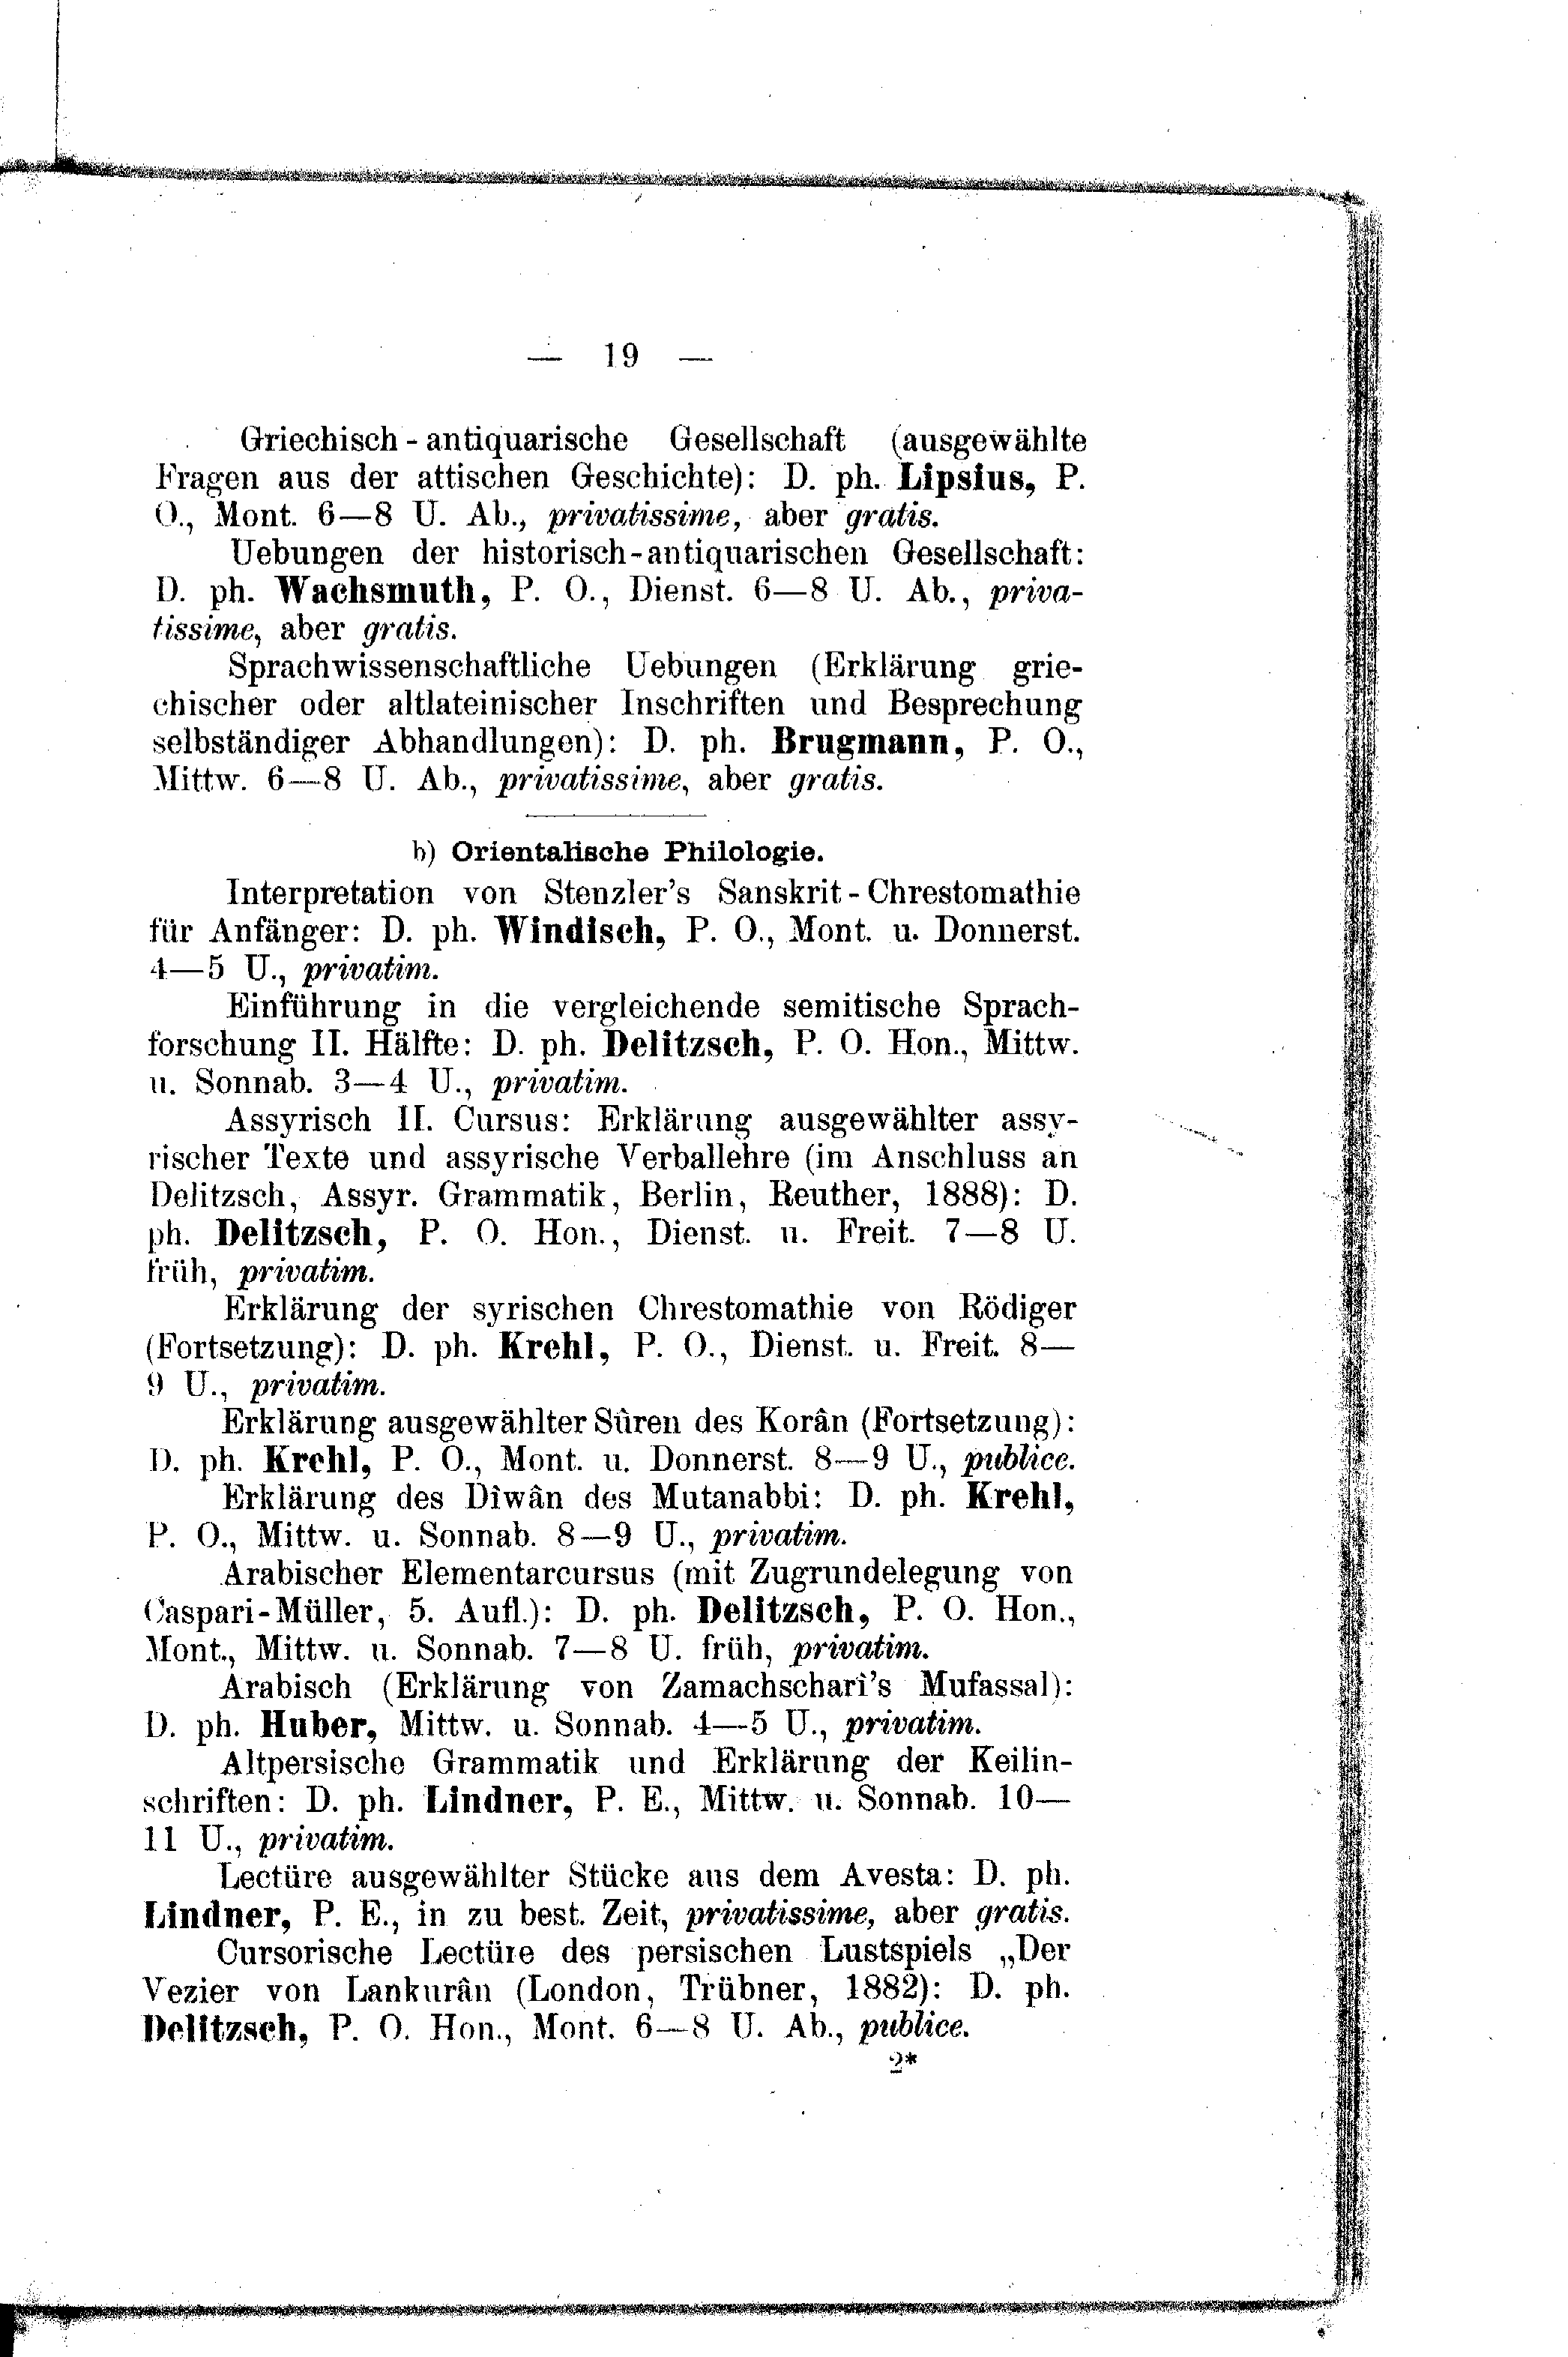 — 19 —
Griechisch-antiquarische Gesellschaft (ausgewählte
Fragen aus der attischen Geschichte): D. ph. Lipsius, P.
O., Mont. 6—8 U. Ab., privatissime, aber gratis.
Uebungen der historisch-antiquarischen Gesellschaft:
D. ph. Wachsmuth, P. O., Dienst. 6—8 U. Ab., priva-
tissime, aber gratis.
Sprachwissenschaftliche Uebungen (Erklärung grie-
chischer oder altlateinischer Inschriften und Besprechung
selbständiger Abhandlungen): D. ph. Brugmann, P. O.,
Mittw. 6—8 U. Ab., privatissime, aber gratis.
b) Orientalische Philologie.
Interpretation von Stenzler's Sanskrit-Chrestomathie
für Anfänger: D. ph. Windisch, P. O., Mont. u. Donnerst.
4—5 U., privatim.
Einführung in die vergleichende semitische Sprach-
forschung II. Hälfte: D. ph. Delitzsch, P. O. Hon., Mittw.
u. Sonnab. 3—4 U., privatim.
Assyrisch II. Cursus: Erklärung ausgewählter assy-
rischer Texte und assyrische Verballehre (im Anschluss an
Delitzsch, Assyr. Grammatik, Berlin, Reuther, 1888): D.
ph. Delitzsch, P. O. Hon., Dienst. u. Freit. 7—8 U.
früh, privatim.
Erklärung der syrischen Chrestomathie von Rödiger
(Fortsetzung): D. ph. Krehl, P. O., Dienst. u. Freit. 8—
9 U., privatim.
Erklärung ausgewählter Sûren des Korân (Fortsetzung):
D. ph. Krehl, P. O., Mont. u. Donnerst. 8—9 U., publice.
Erklärung des Dîwân des Mutanabbi: D. ph. Krehl,
P. O., Mittw. u. Sonnab. 8—9 U., privatim.
Arabischer Elementarcursus (mit Zugrundelegung von
Caspari-Müller, 5. Aufl.): D. ph. Delitzsch, P. O. Hon.,
Mont., Mittw. u. Sonnab. 7—8 U. früh, privatim.
Arabisch (Erklärung von Zamachscharî's Mufassal):
D. ph. Huber, Mittw. u. Sonnab. 4—5 U., privatim.
Altpersische Grammatik und Erklärung der Keilin-
schriften: D. ph. Lindner, P. E., Mittw. u. Sonnab. 10—
11 U., privatim.
Lectüre ausgewählter Stücke aus dem Avesta: D. ph.
Lindner, P. E., in zu best. Zeit, privatissime, aber gratis.
Cursorische Lectüre des persischen Lustspiels „Der
Vezier von Lankurân (London, Trübner, 1882): D. ph.
Delitzsch, P. O. Hon., Mont. 6—8 U. Ab., publice.
2*